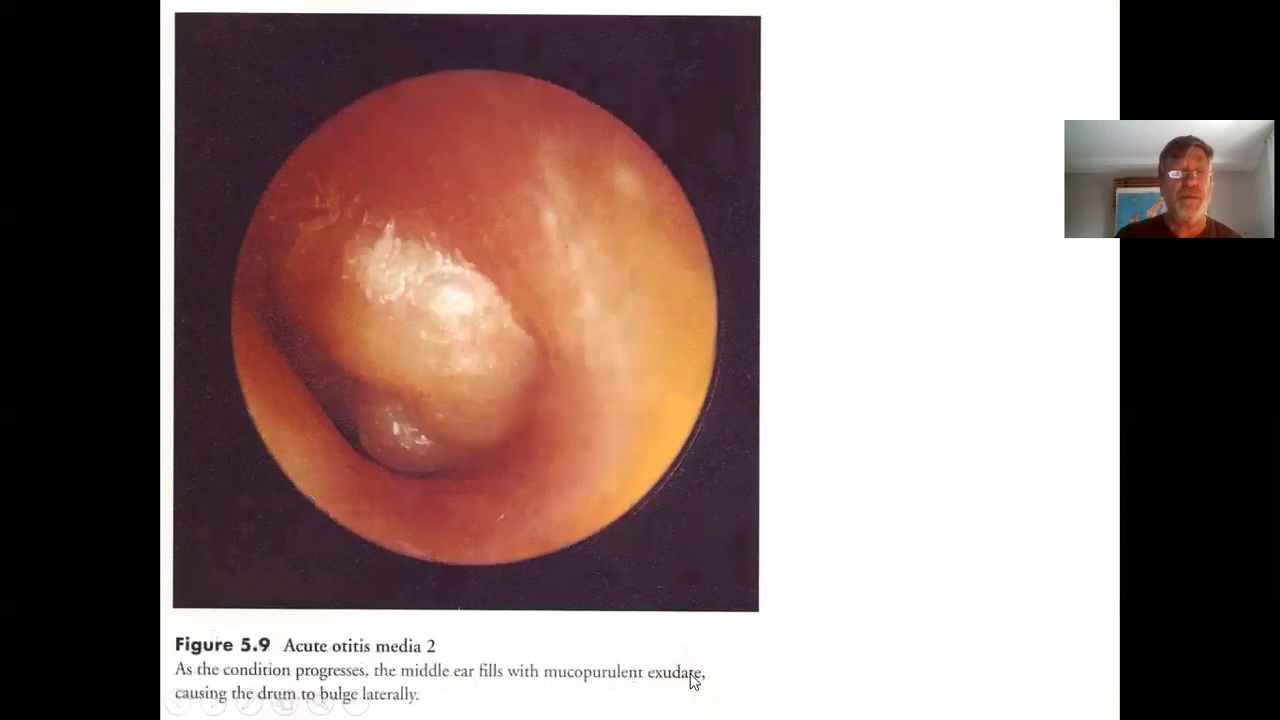 Figure 5.9 Acute otitis media 2
As the condition progresses, the middle ear fills with mucopurulent exudate,
causing the drum to bulge laterally.